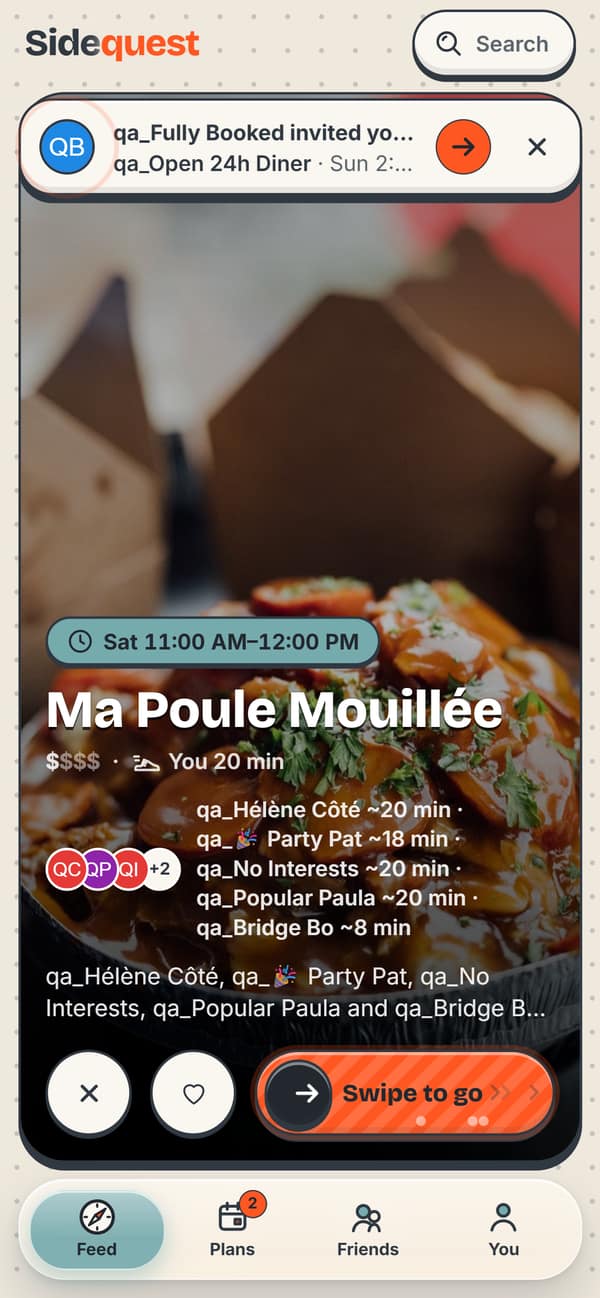 Sidequest
Search
QB
qa_Fully Booked invited yo...
qa_Open 24h Diner · Sun 2:...
Sat 11:00 AM–12:00 PM
Ma Poule Mouillée
$$$$ · You 20 min
qa_Hélène Côté ~20 min ·
qa_🎉 Party Pat ~18 min ·
qa_No Interests ~20 min ·
qa_Popular Paula ~20 min ·
qa_Bridge Bo ~8 min
QC QP QI +2
qa_Hélène Côté, qa_🎉 Party Pat, qa_No
Interests, qa_Popular Paula and qa_Bridge B...
Swipe to go
2
Feed
Plans
Friends
You